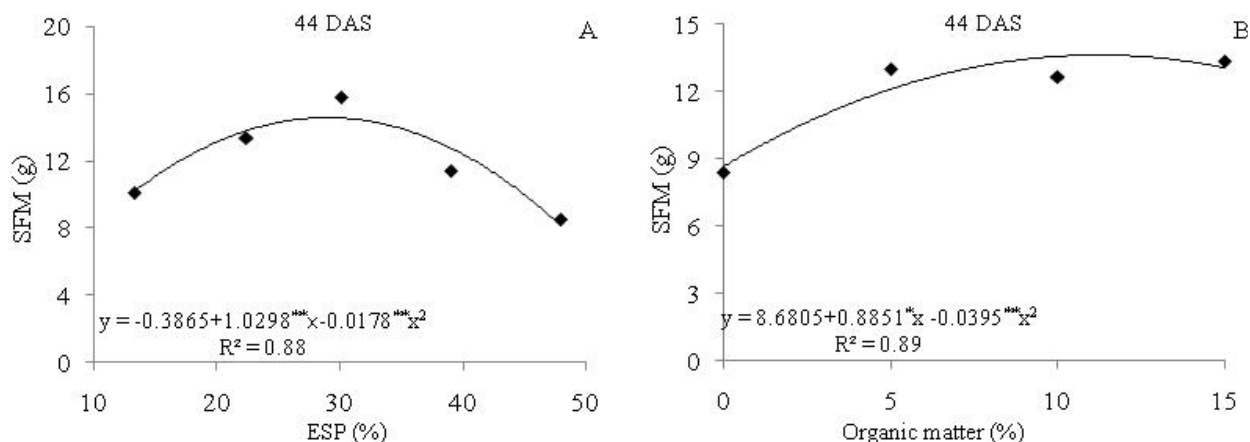 44 DAS
A
20
16
12
8
4
0
SFM (g)
y = -0.3865+1.0298**x-0.0178**x²
R² = 0.88
10 20 30 40 50
ESP (%)
44 DAS
B
15
12
9
6
3
0
SFM (g)
y = 8.6805+0.8851*x -0.0395**x²
R² = 0.89
0 5 10 15
Organic matter (%)